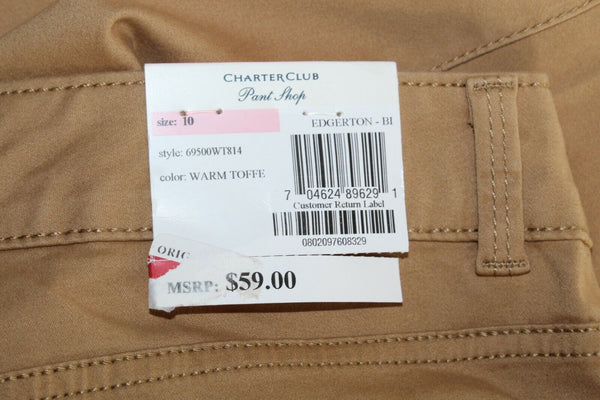 CHARTER CLUB
Pant Shop
size: 10
EDGERTON - BI
style: 69500WT814
color: WARM TOFFE
7 04624 89629 1
Customer Return Label
0802097608329
ORIG
MSRP: $59.00